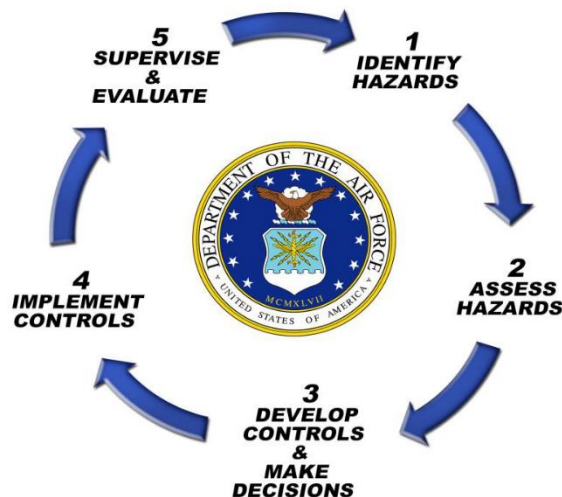 1
IDENTIFY
HAZARDS
2
ASSESS
HAZARDS
3
DEVELOP
CONTROLS
&
MAKE
DECISIONS
4
IMPLEMENT
CONTROLS
5
SUPERVISE
&
EVALUATE
DEPARTMENT OF THE AIR FORCE
MCMXLVII
UNITED STATES OF AMERICA